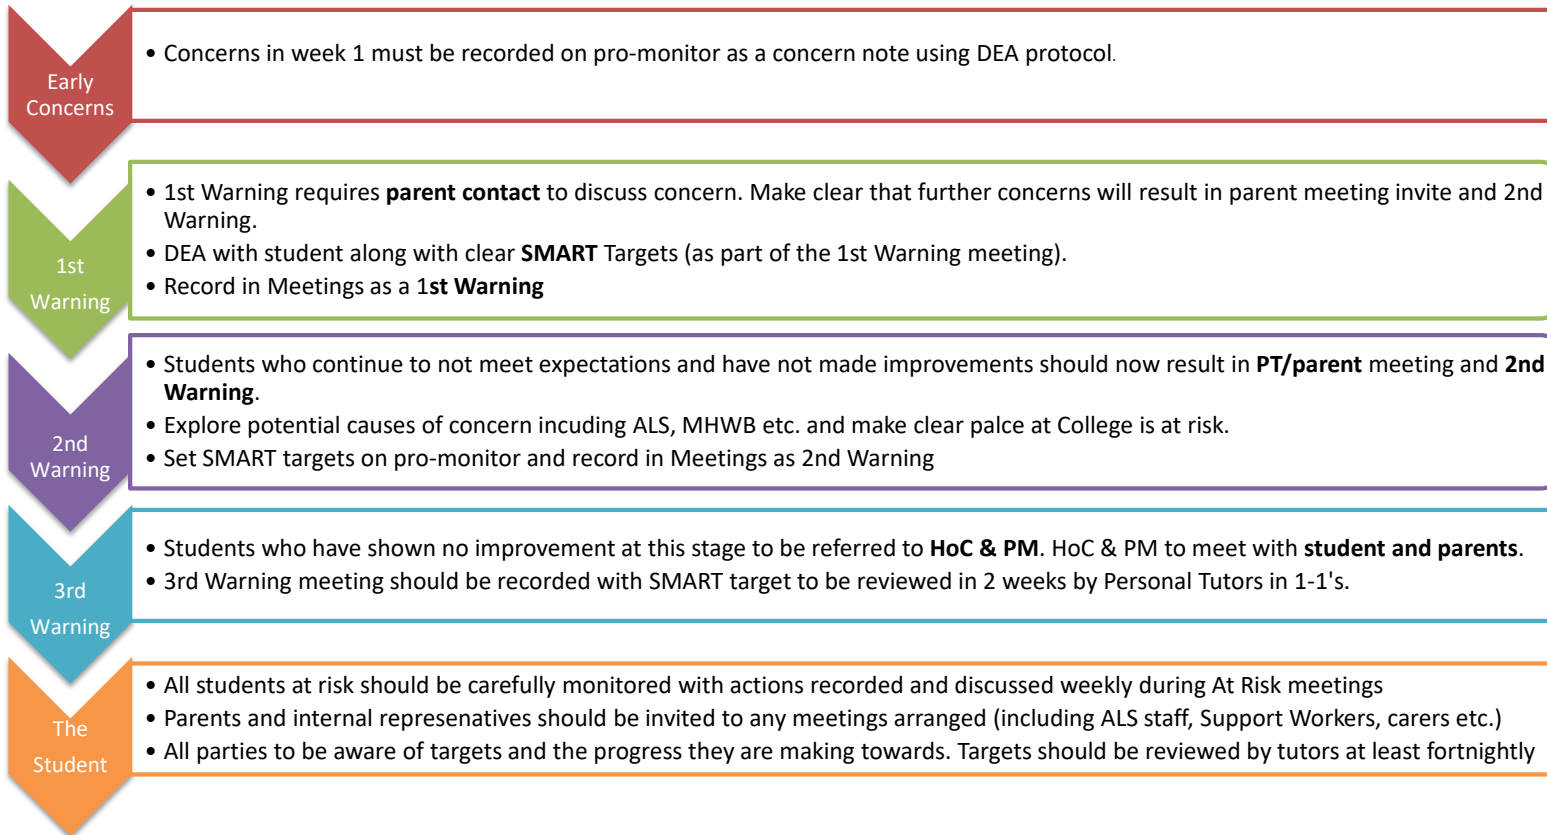 Early
Concerns
• Concerns in week 1 must be recorded on pro-monitor as a concern note using DEA protocol.
1st
Warning
• 1st Warning requires parent contact to discuss concern. Make clear that further concerns will result in parent meeting invite and 2nd
Warning.
• DEA with student along with clear SMART Targets (as part of the 1st Warning meeting).
• Record in Meetings as a 1st Warning
2nd
Warning
• Students who continue to not meet expectations and have not made improvements should now result in PT/parent meeting and 2nd
Warning.
• Explore potential causes of concern incuding ALS, MHWB etc. and make clear palce at College is at risk.
• Set SMART targets on pro-monitor and record in Meetings as 2nd Warning
3rd
Warning
• Students who have shown no improvement at this stage to be referred to HoC & PM. HoC & PM to meet with student and parents.
• 3rd Warning meeting should be recorded with SMART target to be reviewed in 2 weeks by Personal Tutors in 1-1's.
The
Student
• All students at risk should be carefully monitored with actions recorded and discussed weekly during At Risk meetings
• Parents and internal represenatives should be invited to any meetings arranged (including ALS staff, Support Workers, carers etc.)
• All parties to be aware of targets and the progress they are making towards. Targets should be reviewed by tutors at least fortnightly